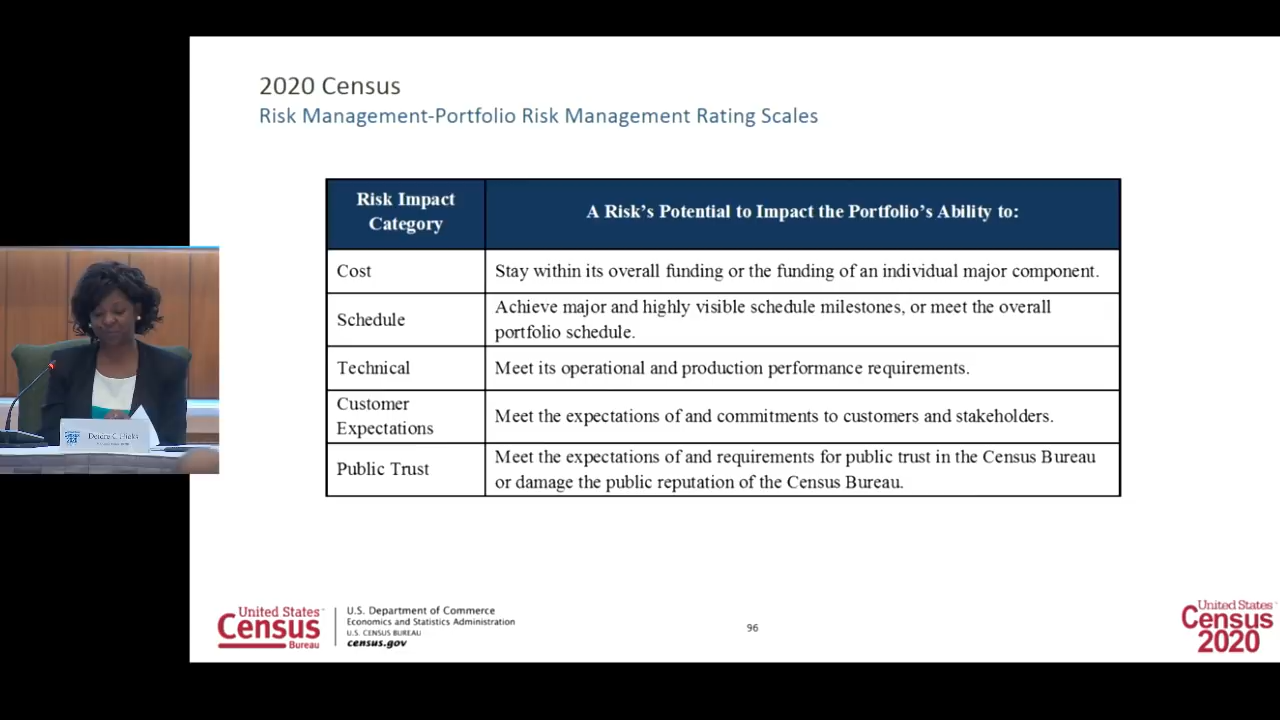 2020 Census
Risk Management-Portfolio Risk Management Rating Scales
Risk Impact
Category
A Risk's Potential to Impact the Portfolio's Ability to:
Cost
Stay within its overall funding or the funding of an individual major component.
Schedule
Achieve major and highly visible schedule milestones, or meet the overall
portfolio schedule.
Technical
Meet its operational and production performance requirements.
Customer
Expectations
Meet the expectations of and commitments to customers and stakeholders.
Public Trust
Meet the expectations of and requirements for public trust in the Census Bureau
or damage the public reputation of the Census Bureau.
United States
Census
Bureau
U.S. Department of Commerce
Economics and Statistics Administration
U.S. CENSUS BUREAU
census.gov
96
United States
Census
2020